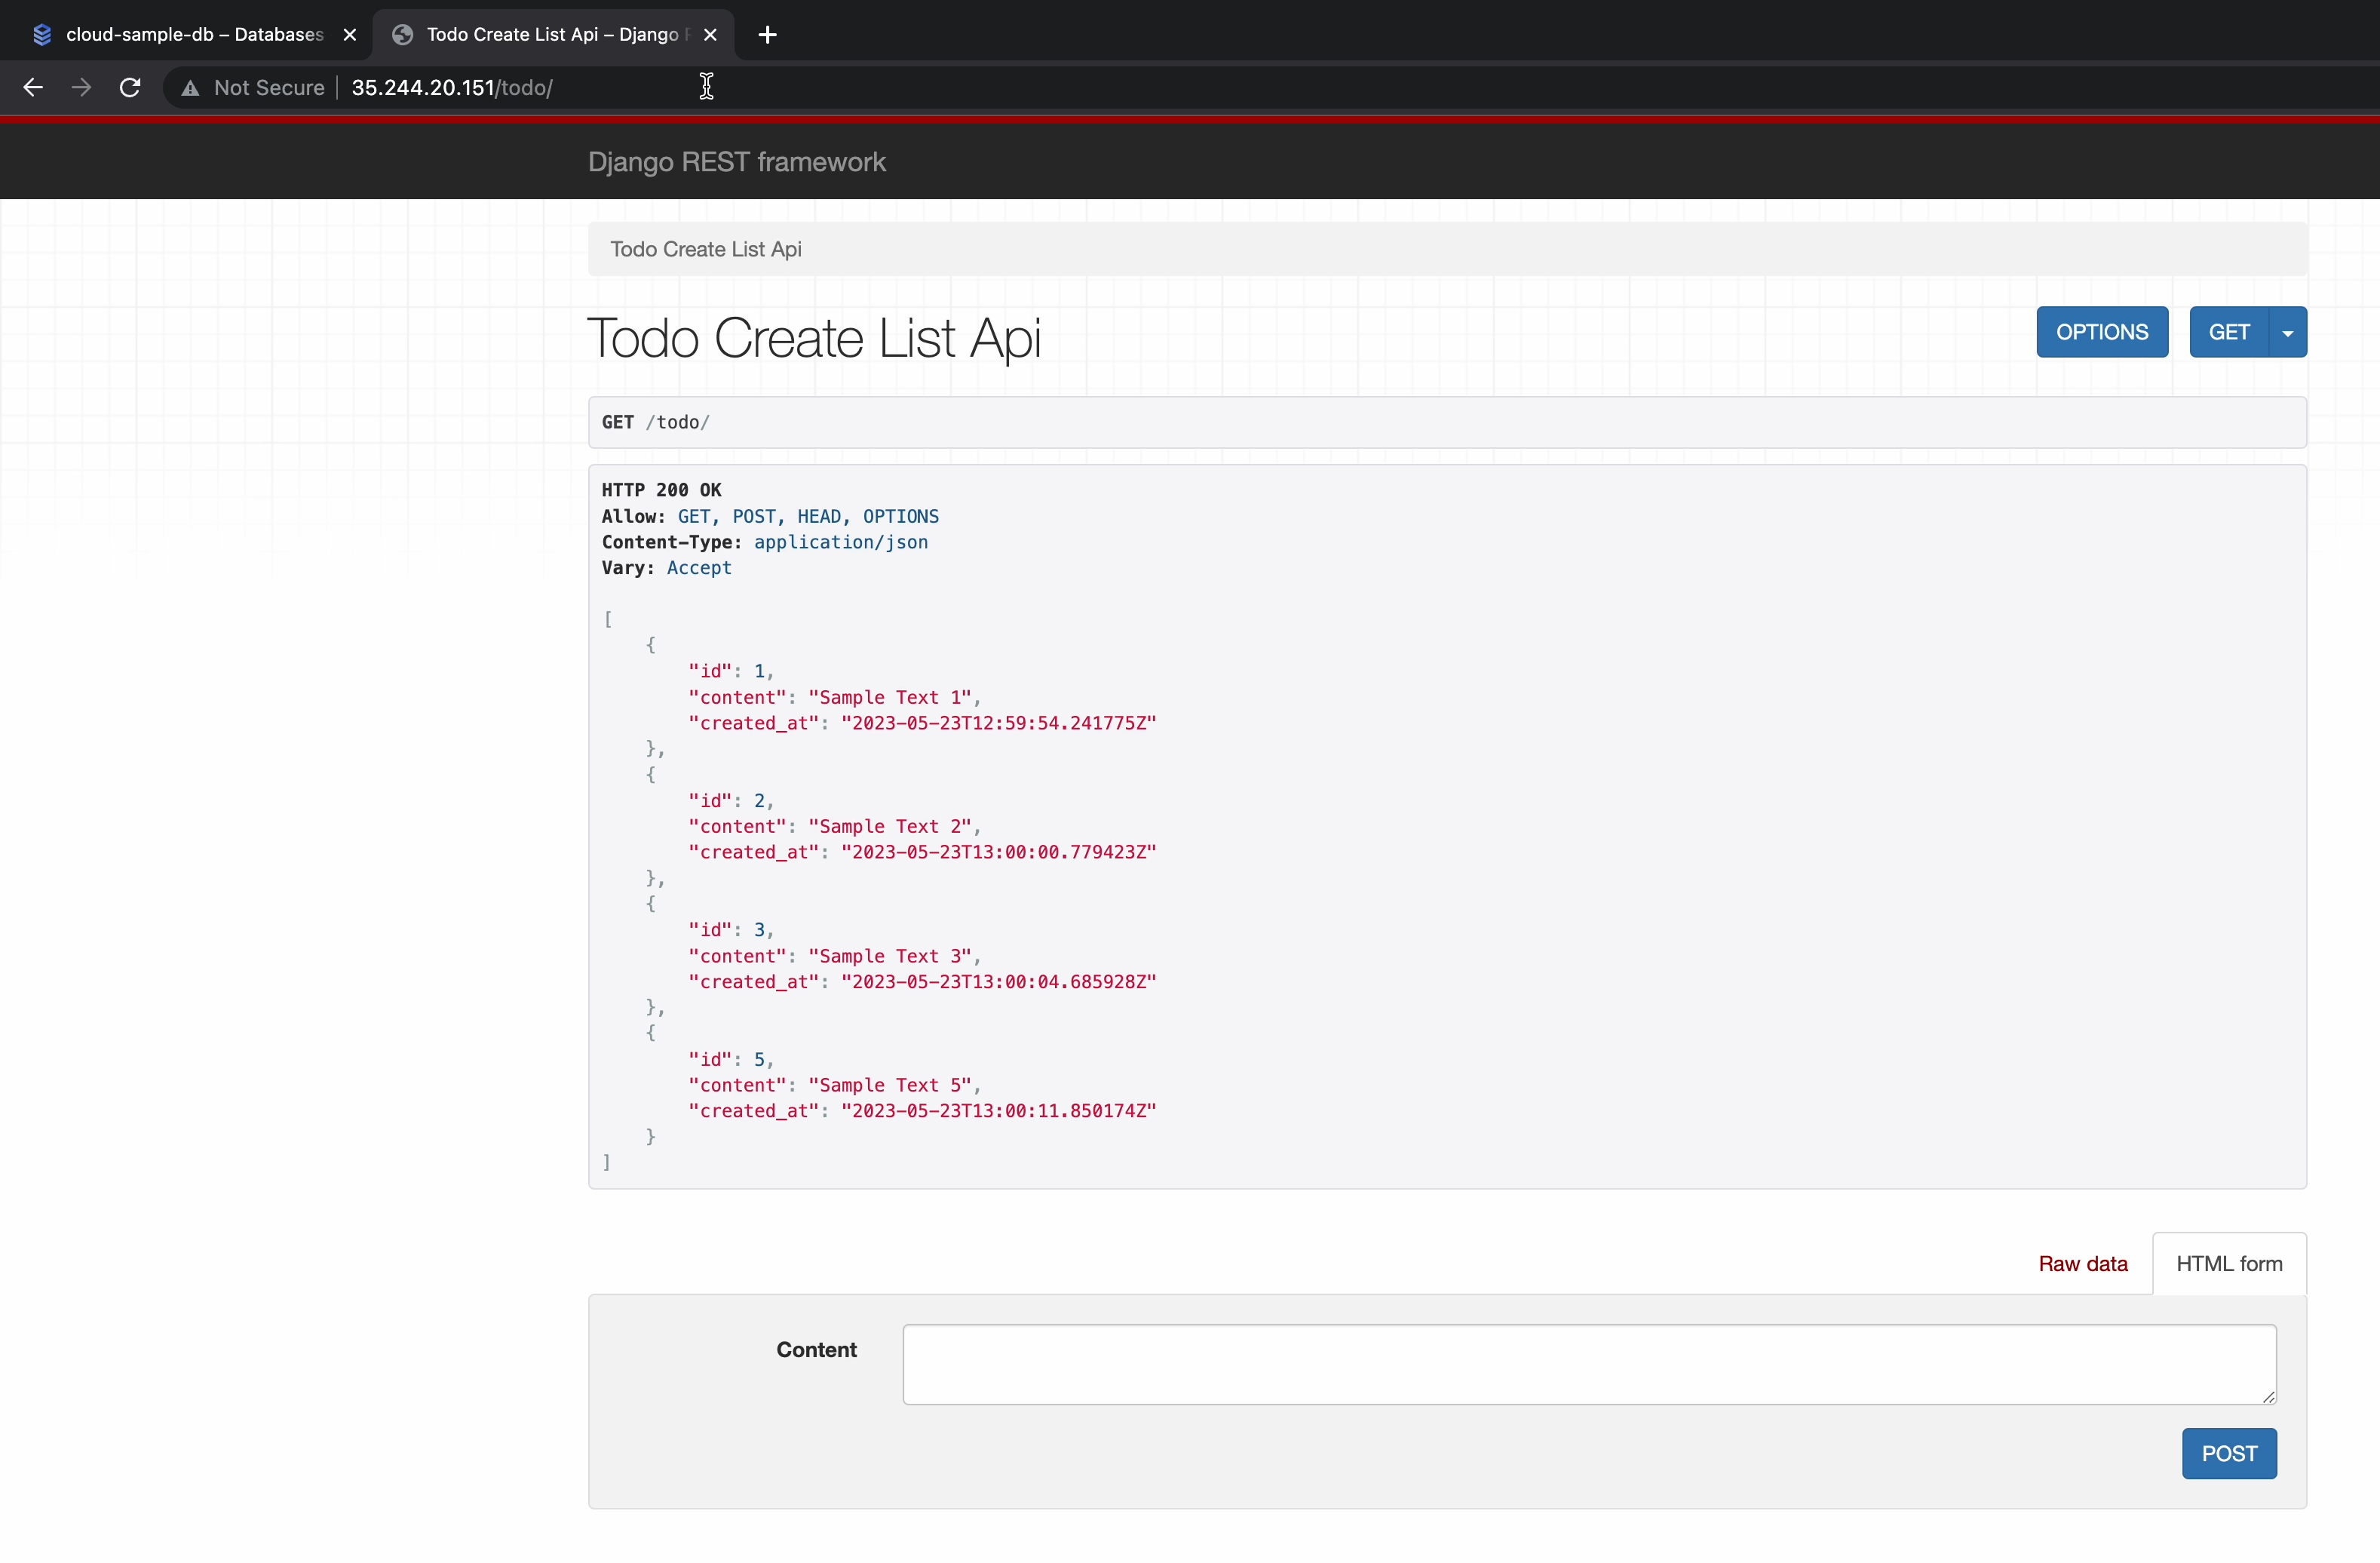 cloud-sample-db – Databases
Todo Create List Api – Django
Not Secure 35.244.20.151/todo/
Django REST framework
Todo Create List Api
Todo Create List Api
OPTIONS GET
GET /todo/
HTTP 200 OK
Allow: GET, POST, HEAD, OPTIONS
Content-Type: application/json
Vary: Accept
[
{
"id": 1,
"content": "Sample Text 1",
"created_at": "2023-05-23T12:59:54.241775Z"
},
{
"id": 2,
"content": "Sample Text 2",
"created_at": "2023-05-23T13:00:00.779423Z"
},
{
"id": 3,
"content": "Sample Text 3",
"created_at": "2023-05-23T13:00:04.685928Z"
},
{
"id": 5,
"content": "Sample Text 5",
"created_at": "2023-05-23T13:00:11.850174Z"
}
]
Raw data HTML form
Content
POST